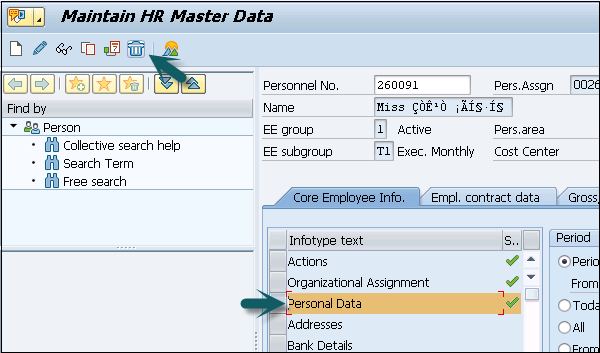 Maintain HR Master Data
Find by
Person
Collective search help
Search Term
Free search
Personnel No. 260091 Pers.Assgn 0026
Name Miss ÇÒÊ¹Ò ¡ÃÍ§·Í§
EE group 1 Active Pers.area
EE subgroup T1 Exec. Monthly Cost Center
Core Employee Info. Empl. contract data Gross
Infotype text S.. Period
Actions Perio
Organizational Assignment From
Personal Data Toda
Addresses All
Bank Details From